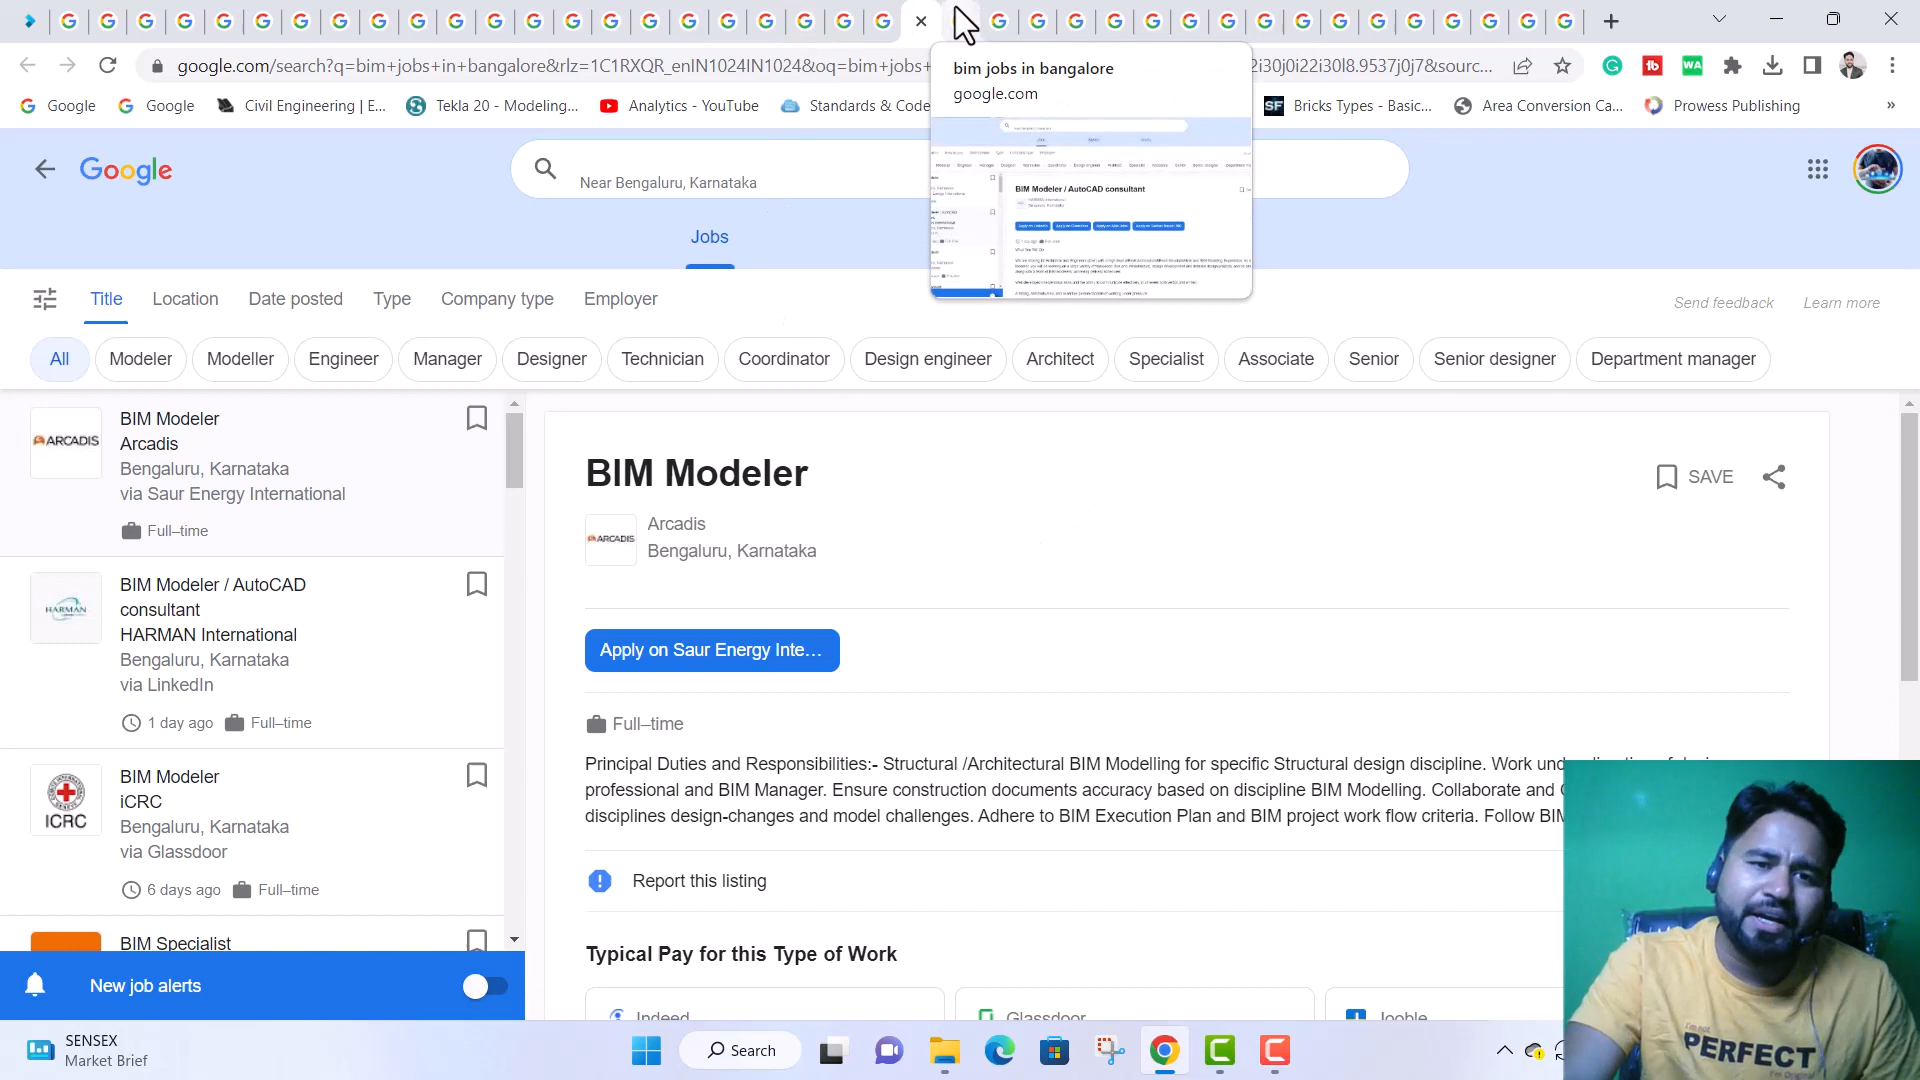 google.com/search?q=bim+jobs+in+bangalore&rlz=1C1RXQR_enIN1024IN1024&oq=bim+jobs+
2i30j0i22i30l8.9537j0j7&sourc...
bim jobs in bangalore
google.com
Google
Google
Civil Engineering | E...
Tekla 20 - Modeling...
Analytics - YouTube
Standards & Code
Bricks Types - Basic...
Area Conversion Ca...
Prowess Publishing
»
Google
Near Bengaluru, Karnataka
Jobs
BIM Modeler / AutoCAD consultant
Title
Location
Date posted
Type
Company type
Employer
Send feedback
Learn more
All
Modeler
Modeller
Engineer
Manager
Designer
Technician
Coordinator
Design engineer
Architect
Specialist
Associate
Senior
Senior designer
Department manager
ARCADIS
BIM Modeler
Arcadis
Bengaluru, Karnataka
via Saur Energy International
Full–time
HARMAN
BIM Modeler / AutoCAD
consultant
HARMAN International
Bengaluru, Karnataka
via LinkedIn
1 day ago
Full–time
ICRC
BIM Modeler
iCRC
Bengaluru, Karnataka
via Glassdoor
6 days ago
Full–time
BIM Specialist
New job alerts
BIM Modeler
SAVE
ARCADIS
Arcadis
Bengaluru, Karnataka
Apply on Saur Energy Inte...
Full–time
Principal Duties and Responsibilities:- Structural /Architectural BIM Modelling for specific Structural design discipline. Work
professional and BIM Manager. Ensure construction documents accuracy based on discipline BIM Modelling. Collaborate and
disciplines design-changes and model challenges. Adhere to BIM Execution Plan and BIM project work flow criteria. Follow BIM
Report this listing
Typical Pay for this Type of Work
Indeed
Glassdoor
Jooble
I'm not
PERFECT
SENSEX
Market Brief
Search